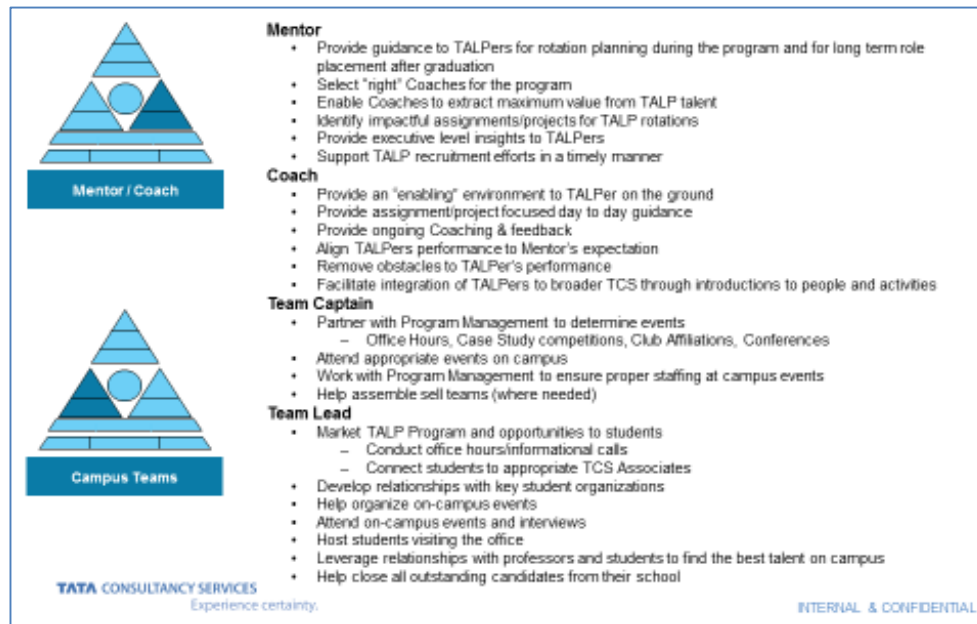 Mentor
• Provide guidance to TALPers for rotation planning during the program and for long term role
placement after graduation
• Select "right" Coaches for the program
• Enable Coaches to extract maximum value from TALP talent
• Identify impactful assignments/projects for TALP rotations
• Provide executive level insights to TALPers
• Support TALP recruitment efforts in a timely manner
Mentor / Coach
Coach
• Provide an "enabling" environment to TALPer on the ground
• Provide assignment/project focused day to day guidance
• Provide ongoing Coaching & feedback
• Align TALPers performance to Mentor's expectation
• Remove obstacles to TALPer's performance
• Facilitate integration of TALPers to broader TCS through introductions to people and activities
Team Captain
• Partner with Program Management to determine events
– Office Hours, Case Study competitions, Club Affiliations, Conferences
• Attend appropriate events on campus
• Work with Program Management to ensure proper staffing at campus events
• Help assemble sell teams (where needed)
Team Lead
• Market TALP Program and opportunities to students
– Conduct office hours/informational calls
– Connect students to appropriate TCS Associates
• Develop relationships with key student organizations
• Help organize on-campus events
• Attend on-campus events and interviews
• Host students visiting the office
• Leverage relationships with professors and students to find the best talent on campus
• Help close all outstanding candidates from their school
Campus Teams
TATA CONSULTANCY SERVICES
Experience certainty.
INTERNAL & CONFIDENTIAL